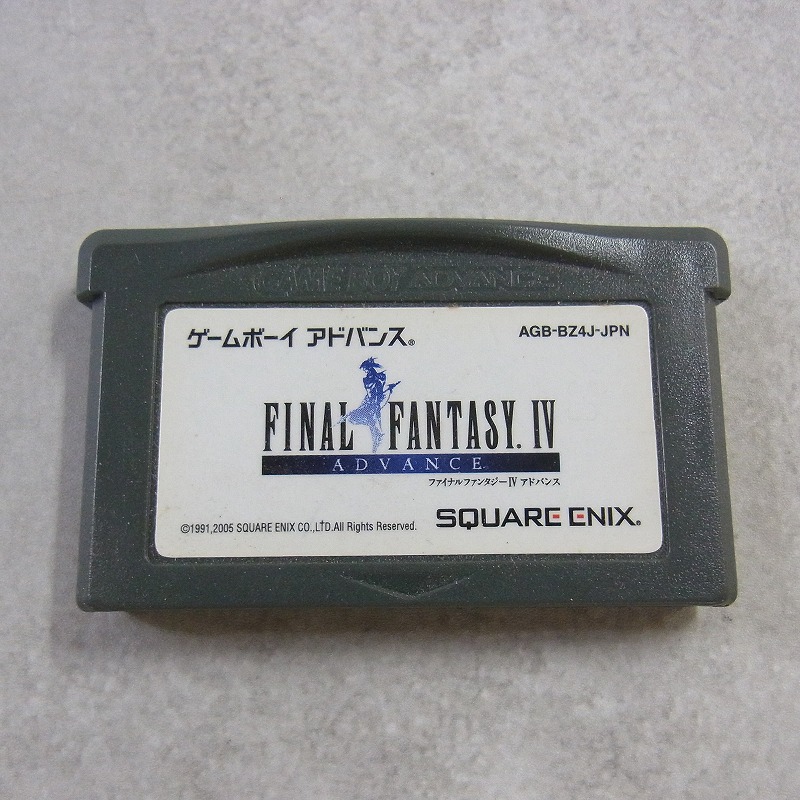 GAME BOY ADVANCE
ゲームボーイ アドバンス®
AGB-BZ4J-JPN
FINAL FANTASY. IV
ADVANCE
ファイナルファンタジーIV アドバンス
©1991,2005 SQUARE ENIX CO.,LTD.All Rights Reserved.
SQUARE ENIX®